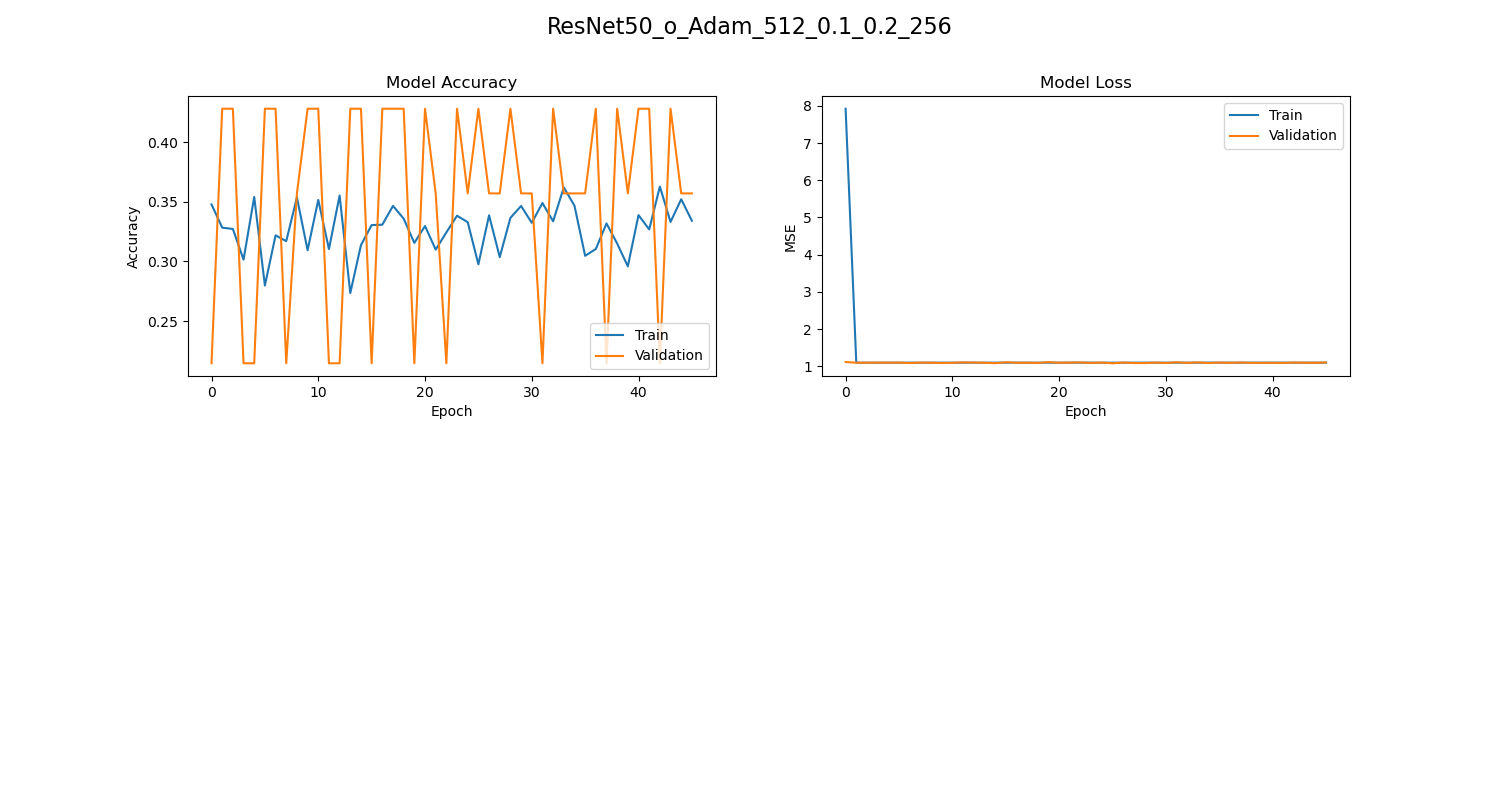 ResNet50_o_Adam_512_0.1_0.2_256
Model Accuracy
Accuracy
0.40
0.35
0.30
0.25
Train
Validation
0
10
20
30
40
Epoch
Model Loss
MSE
8
7
6
5
4
3
2
1
Train
Validation
0
10
20
30
40
Epoch